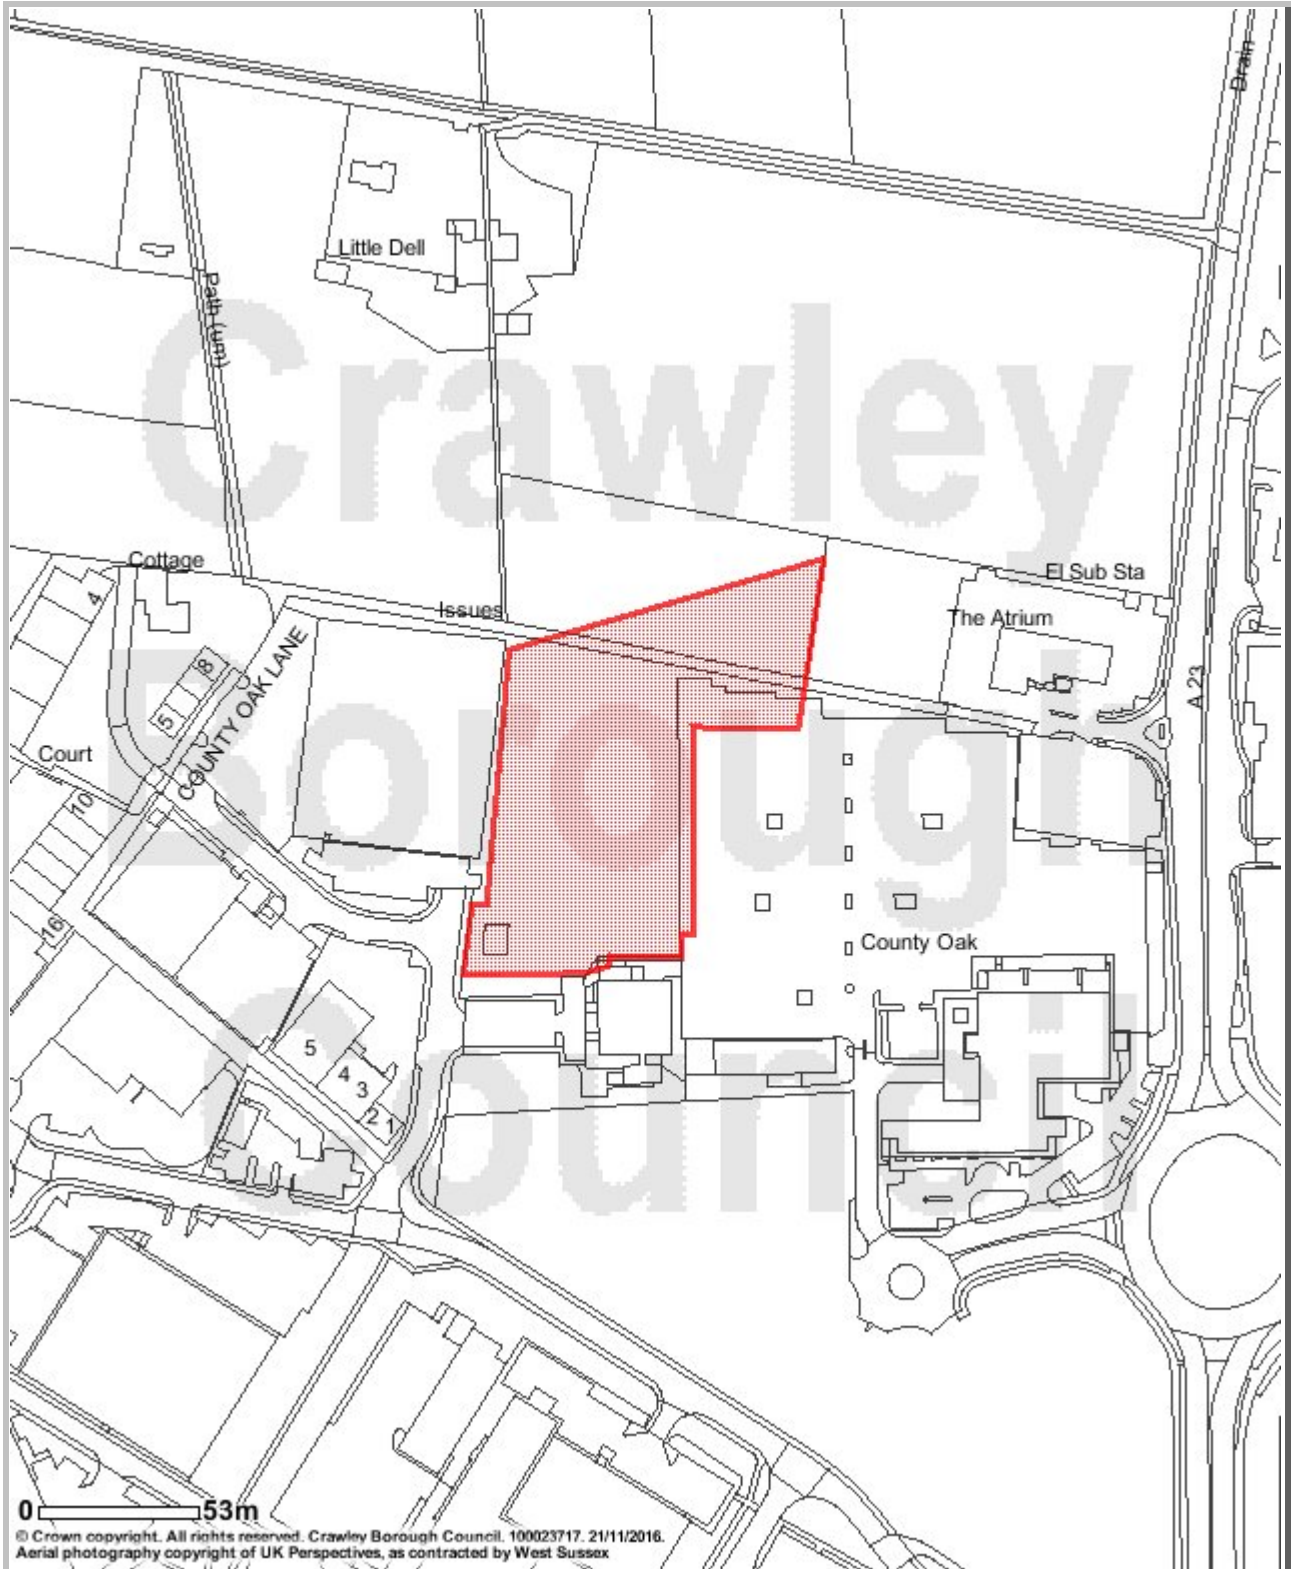 Drain
Little Dell
Path (um)
Crawley
Cottage
El Sub Sta
4
Issues
The Atrium
8
5
COUNTY OAK LANE
A 23
Borough
Court
10
16
County Oak
Council
5
4
3
2
1
0 53m
© Crown copyright. All rights reserved. Crawley Borough Council. 100023717. 21/11/2016.
Aerial photography copyright of UK Perspectives, as contracted by West Sussex